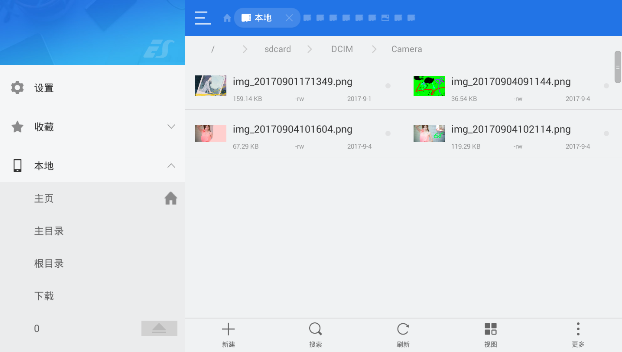 ES
本地
/ sdcard DCIM Camera
设置
收藏
本地
主页
主目录
根目录
下载
0
img_20170901171349.png
159.14 KB -rw 2017-9-1
img_20170904091144.png
36.54 KB -rw 2017-9-4
img_20170904101604.png
67.29 KB -rw 2017-9-4
img_20170904102114.png
119.29 KB -rw 2017-9-4
新建 搜索 刷新 视图 更多